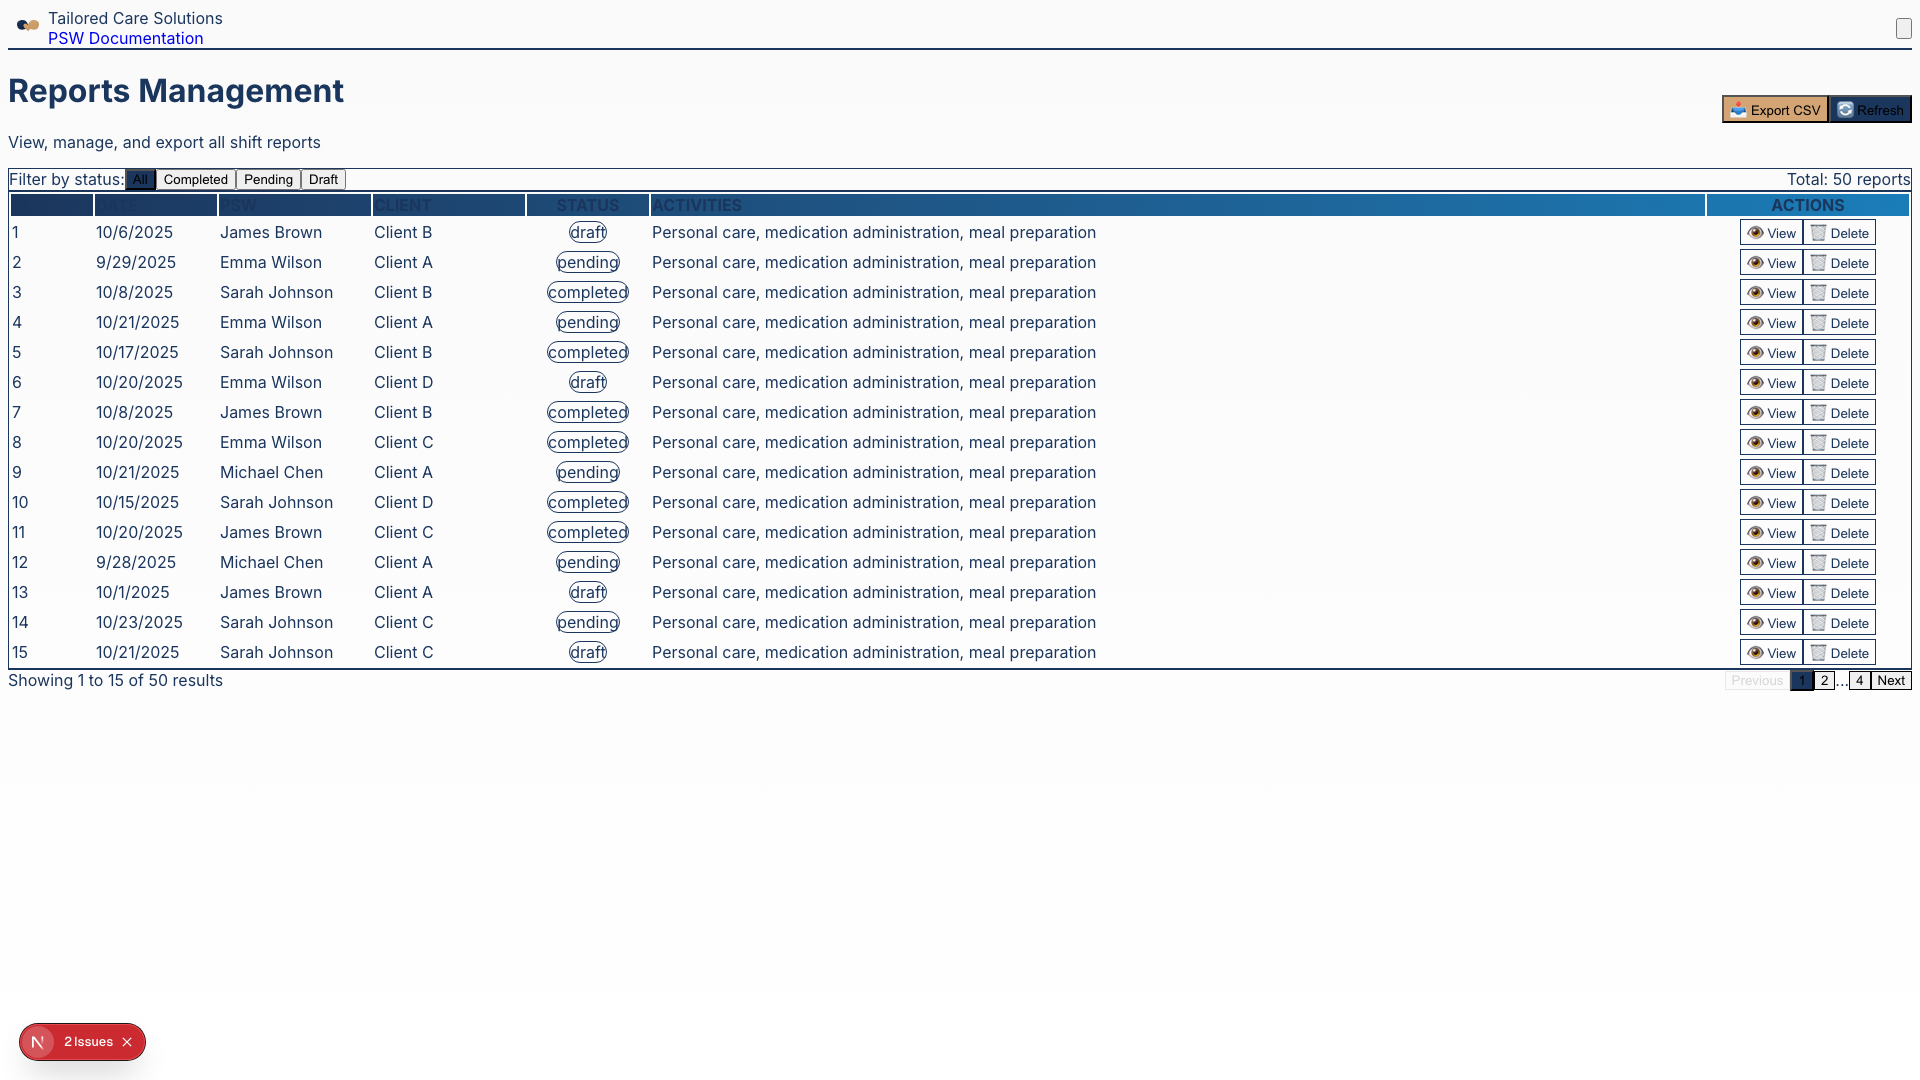 Tailored Care Solutions
PSW Documentation
Reports Management
Export CSV Refresh
View, manage, and export all shift reports
Filter by status: All Completed Pending Draft Total: 50 reports
DATE PSW CLIENT STATUS ACTIVITIES ACTIONS
1 10/6/2025 James Brown Client B draft Personal care, medication administration, meal preparation View Delete
2 9/29/2025 Emma Wilson Client A pending Personal care, medication administration, meal preparation View Delete
3 10/8/2025 Sarah Johnson Client B completed Personal care, medication administration, meal preparation View Delete
4 10/21/2025 Emma Wilson Client A pending Personal care, medication administration, meal preparation View Delete
5 10/17/2025 Sarah Johnson Client B completed Personal care, medication administration, meal preparation View Delete
6 10/20/2025 Emma Wilson Client D draft Personal care, medication administration, meal preparation View Delete
7 10/8/2025 James Brown Client B completed Personal care, medication administration, meal preparation View Delete
8 10/20/2025 Emma Wilson Client C completed Personal care, medication administration, meal preparation View Delete
9 10/21/2025 Michael Chen Client A pending Personal care, medication administration, meal preparation View Delete
10 10/15/2025 Sarah Johnson Client D completed Personal care, medication administration, meal preparation View Delete
11 10/20/2025 James Brown Client C completed Personal care, medication administration, meal preparation View Delete
12 9/28/2025 Michael Chen Client A pending Personal care, medication administration, meal preparation View Delete
13 10/1/2025 James Brown Client A draft Personal care, medication administration, meal preparation View Delete
14 10/23/2025 Sarah Johnson Client C pending Personal care, medication administration, meal preparation View Delete
15 10/21/2025 Sarah Johnson Client C draft Personal care, medication administration, meal preparation View Delete
Showing 1 to 15 of 50 results Previous 1 2 ... 4 Next
2 Issues